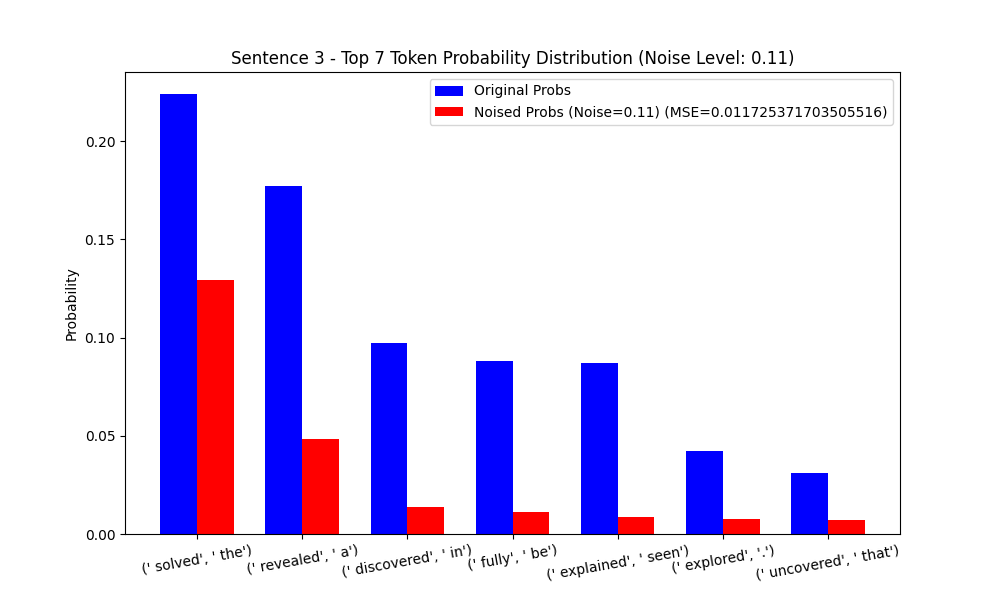 Sentence 3 - Top 7 Token Probability Distribution (Noise Level: 0.11)
Original Probs
Noised Probs (Noise=0.11) (MSE=0.011725371703505516)
Probability
0.20
0.15
0.10
0.05
0.00
(' solved', ' the')
(' revealed', ' a')
(' discovered', ' in')
(' fully', ' be')
(' explained', ' seen')
(' explored', '.')
(' uncovered', ' that')